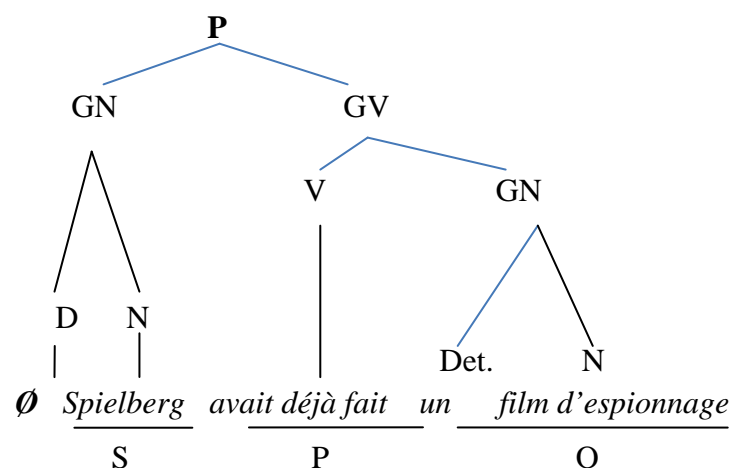 P
GN GV
V GN
D N
Det. N
Ø Spielberg avait déjà fait un film d’espionnage
S P O